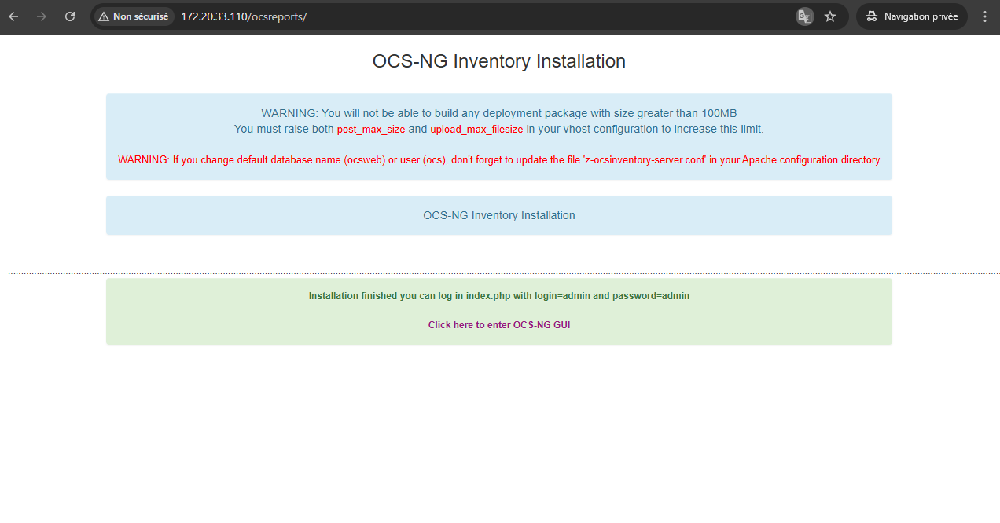 Non sécurisé 172.20.33.110/ocsreports/ Navigation privée
OCS-NG Inventory Installation
WARNING: You will not be able to build any deployment package with size greater than 100MB
You must raise both post_max_size and upload_max_filesize in your vhost configuration to increase this limit.
WARNING: If you change default database name (ocsweb) or user (ocs), don't forget to update the file 'z-ocsinventory-server.conf' in your Apache configuration directory
OCS-NG Inventory Installation
Installation finished you can log in index.php with login=admin and password=admin
Click here to enter OCS-NG GUI